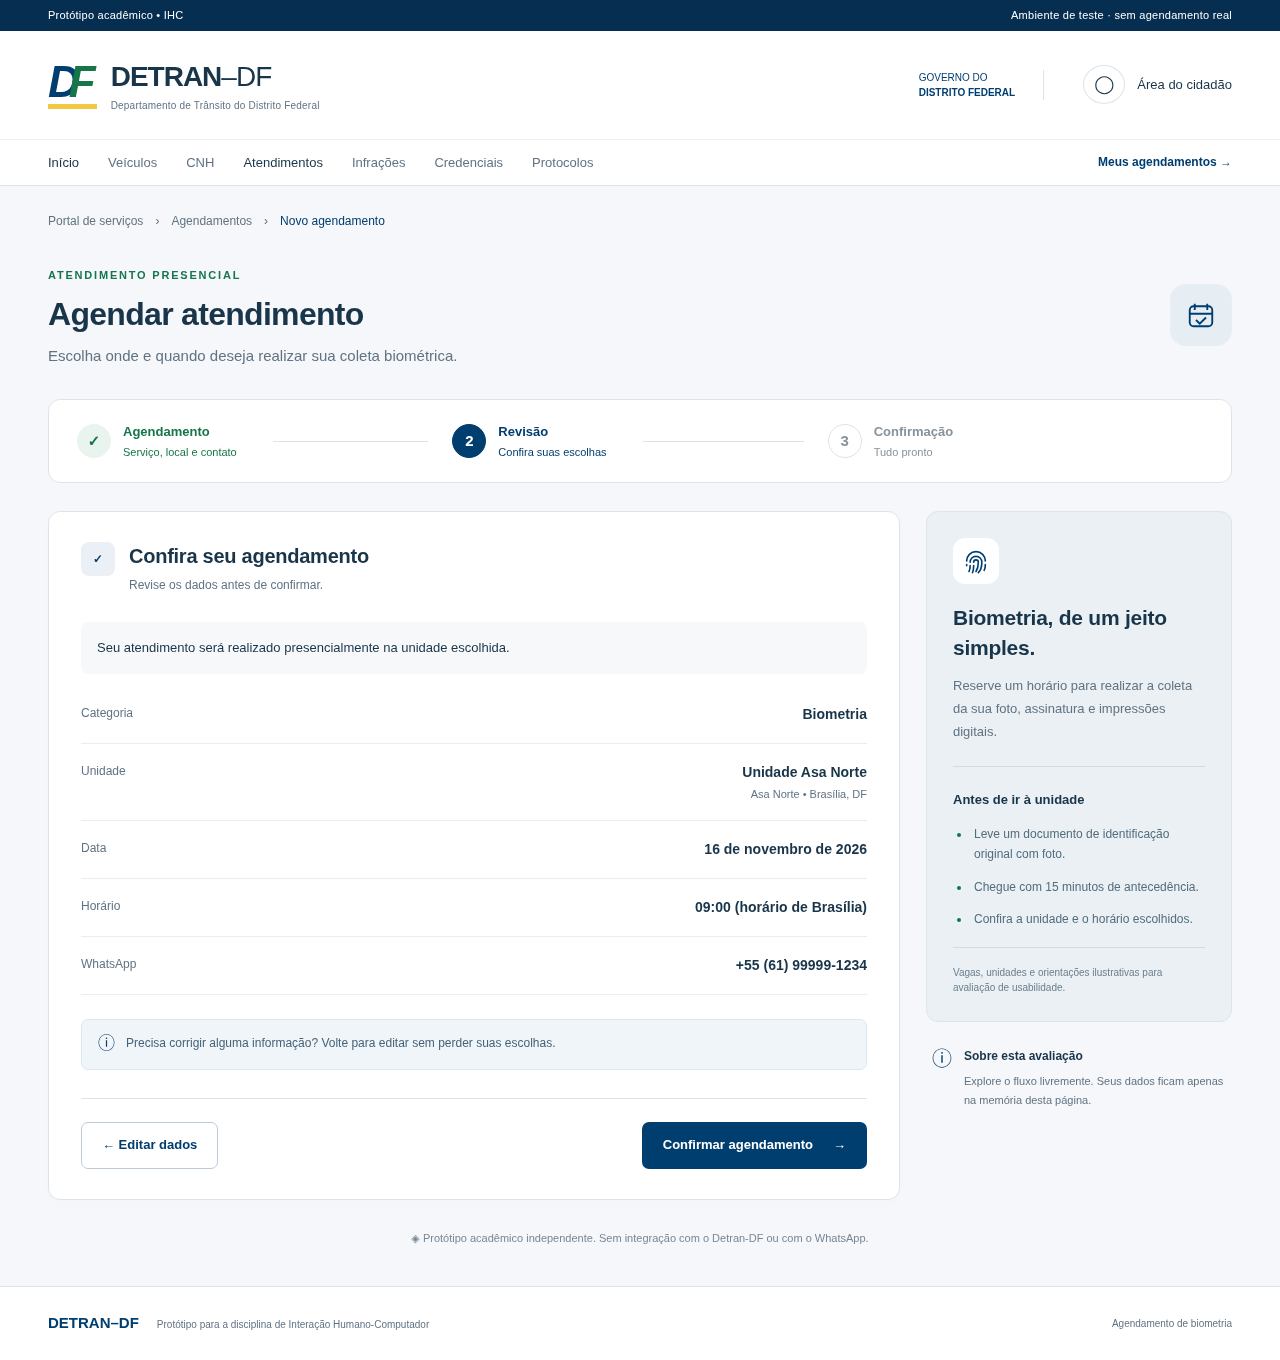 Protótipo acadêmico • IHC
Ambiente de teste · sem agendamento real
DF
DETRAN–DF
Departamento de Trânsito do Distrito Federal
GOVERNO DO
DISTRITO FEDERAL
Área do cidadão
Início
Veículos
CNH
Atendimentos
Infrações
Credenciais
Protocolos
Meus agendamentos →
Portal de serviços › Agendamentos › Novo agendamento
ATENDIMENTO PRESENCIAL
Agendar atendimento
Escolha onde e quando deseja realizar sua coleta biométrica.
✓
Agendamento
Serviço, local e contato
2
Revisão
Confira suas escolhas
3
Confirmação
Tudo pronto
✓
Confira seu agendamento
Revise os dados antes de confirmar.
Seu atendimento será realizado presencialmente na unidade escolhida.
Categoria
Biometria
Unidade
Unidade Asa Norte
Asa Norte • Brasília, DF
Data
16 de novembro de 2026
Horário
09:00 (horário de Brasília)
WhatsApp
+55 (61) 99999-1234
ⓘ Precisa corrigir alguma informação? Volte para editar sem perder suas escolhas.
← Editar dados
Confirmar agendamento →
Biometria, de um jeito
simples.
Reserve um horário para realizar a coleta
da sua foto, assinatura e impressões
digitais.
Antes de ir à unidade
• Leve um documento de identificação
original com foto.
• Chegue com 15 minutos de antecedência.
• Confira a unidade e o horário escolhidos.
Vagas, unidades e orientações ilustrativas para
avaliação de usabilidade.
ⓘ Sobre esta avaliação
Explore o fluxo livremente. Seus dados ficam apenas
na memória desta página.
◈ Protótipo acadêmico independente. Sem integração com o Detran-DF ou com o WhatsApp.
DETRAN–DF
Protótipo para a disciplina de Interação Humano-Computador
Agendamento de biometria